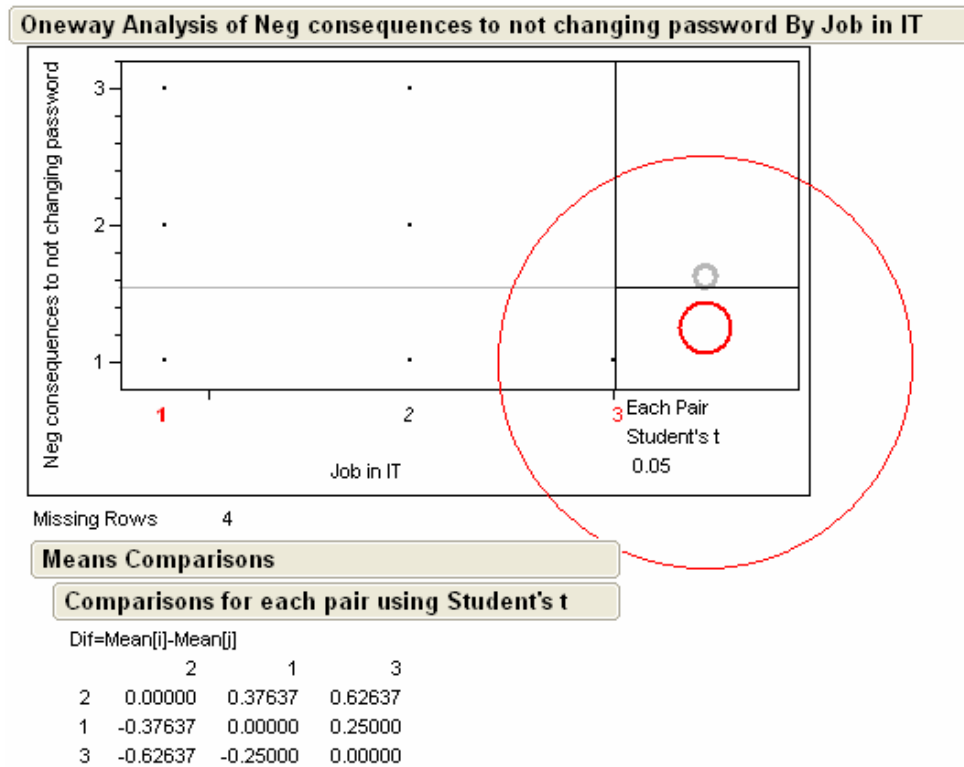 Oneway Analysis of Neg consequences to not changing password By Job in IT
Neg consequences to not changing password
3
2
1
1 2 3
Job in IT
Each Pair
Student's t
0.05
Missing Rows 4
Means Comparisons
Comparisons for each pair using Student's t
Dif=Mean[i]-Mean[j]
2 1 3
2 0.00000 0.37637 0.62637
1 -0.37637 0.00000 0.25000
3 -0.62637 -0.25000 0.00000